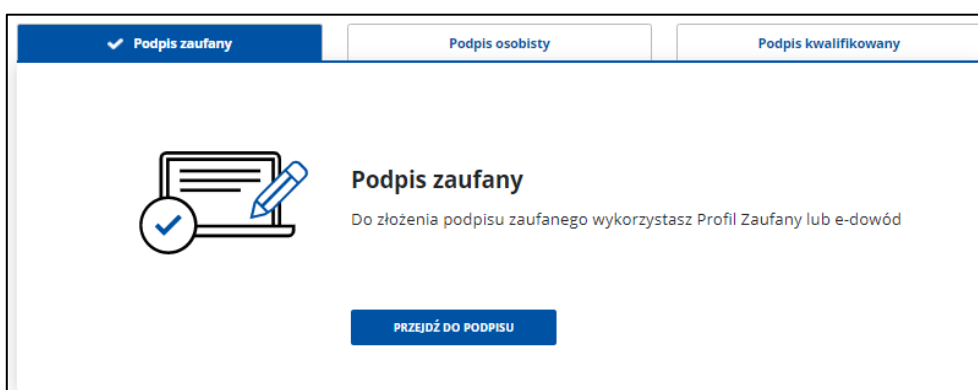 Podpis zaufany
Podpis osobisty
Podpis kwalifikowany
Podpis zaufany
Do złożenia podpisu zaufanego wykorzystasz Profil Zaufany lub e-dowód
PRZEJDŹ DO PODPISU